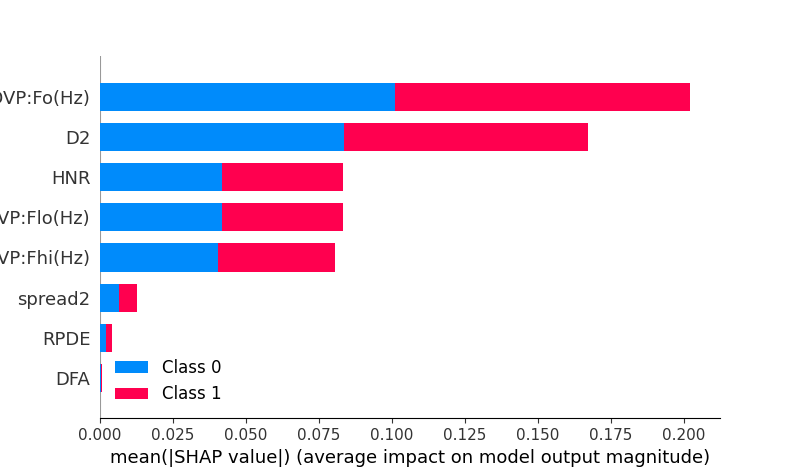 VP:Fo(Hz)
D2
HNR
VP:Flo(Hz)
VP:Fhi(Hz)
spread2
RPDE
DFA
Class 0
Class 1
0.000 0.025 0.050 0.075 0.100 0.125 0.150 0.175 0.200
mean(|SHAP value|) (average impact on model output magnitude)